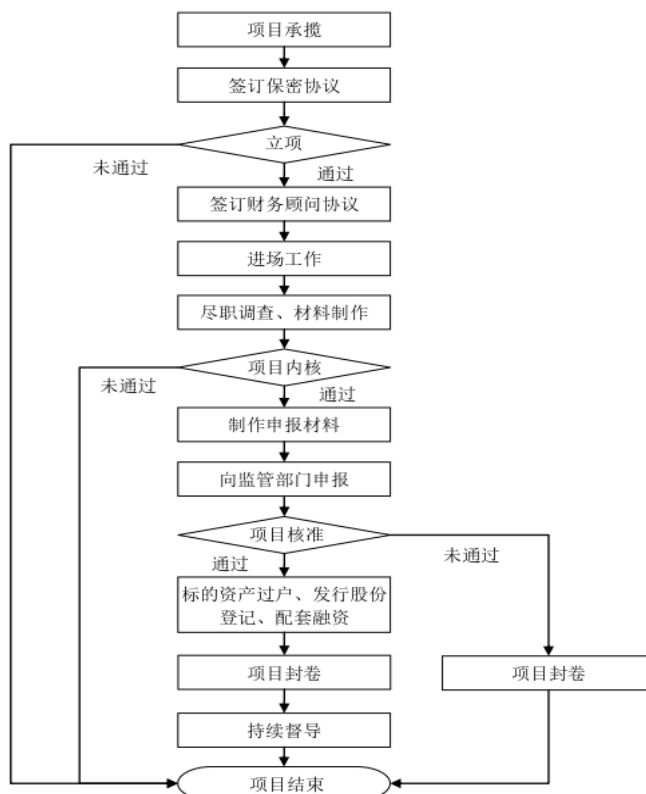 项目承揽
签订保密协议
立项
未通过
通过
签订财务顾问协议
进场工作
尽职调查、材料制作
项目内核
未通过
通过
制作申报材料
向监管部门申报
项目核准
通过
未通过
标的资产过户、发行股份
登记、配套融资
项目封卷
项目封卷
持续督导
项目结束